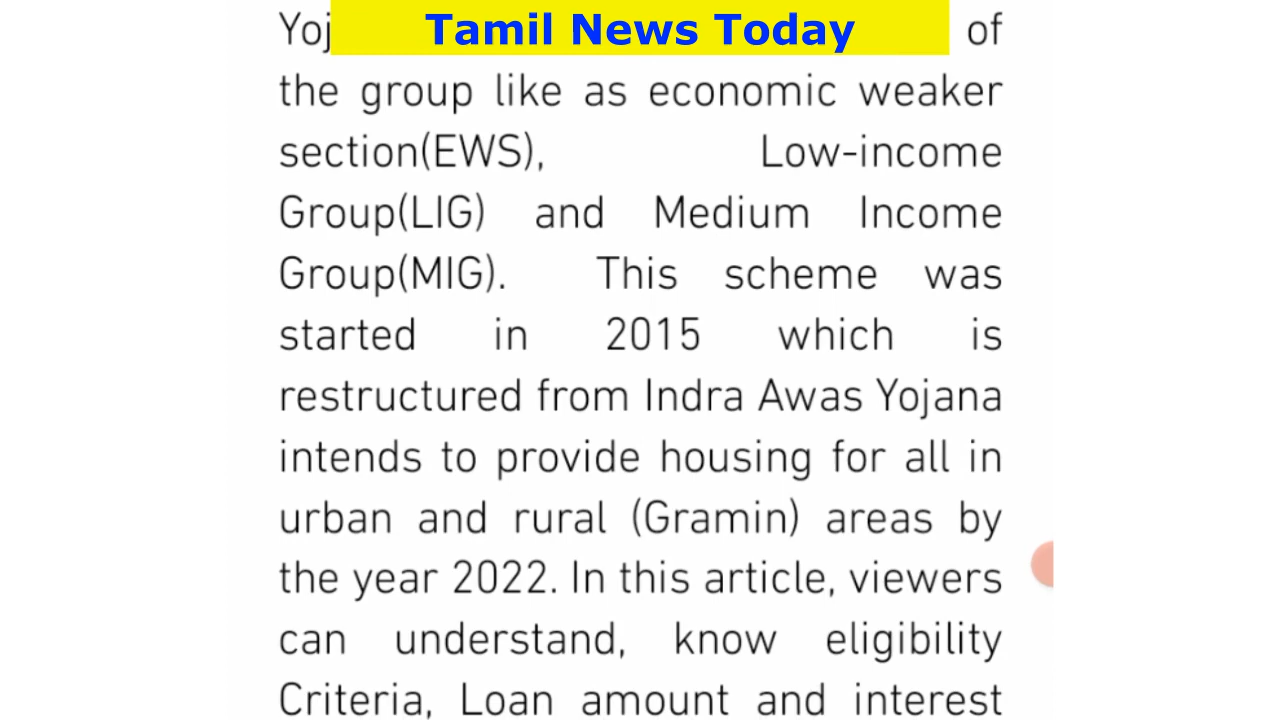 Tamil News Today
Yoj of
the group like as economic weaker
section(EWS), Low-income
Group(LIG) and Medium Income
Group(MIG). This scheme was
started in 2015 which is
restructured from Indra Awas Yojana
intends to provide housing for all in
urban and rural (Gramin) areas by
the year 2022. In this article, viewers
can understand, know eligibility
Criteria, Loan amount and interest